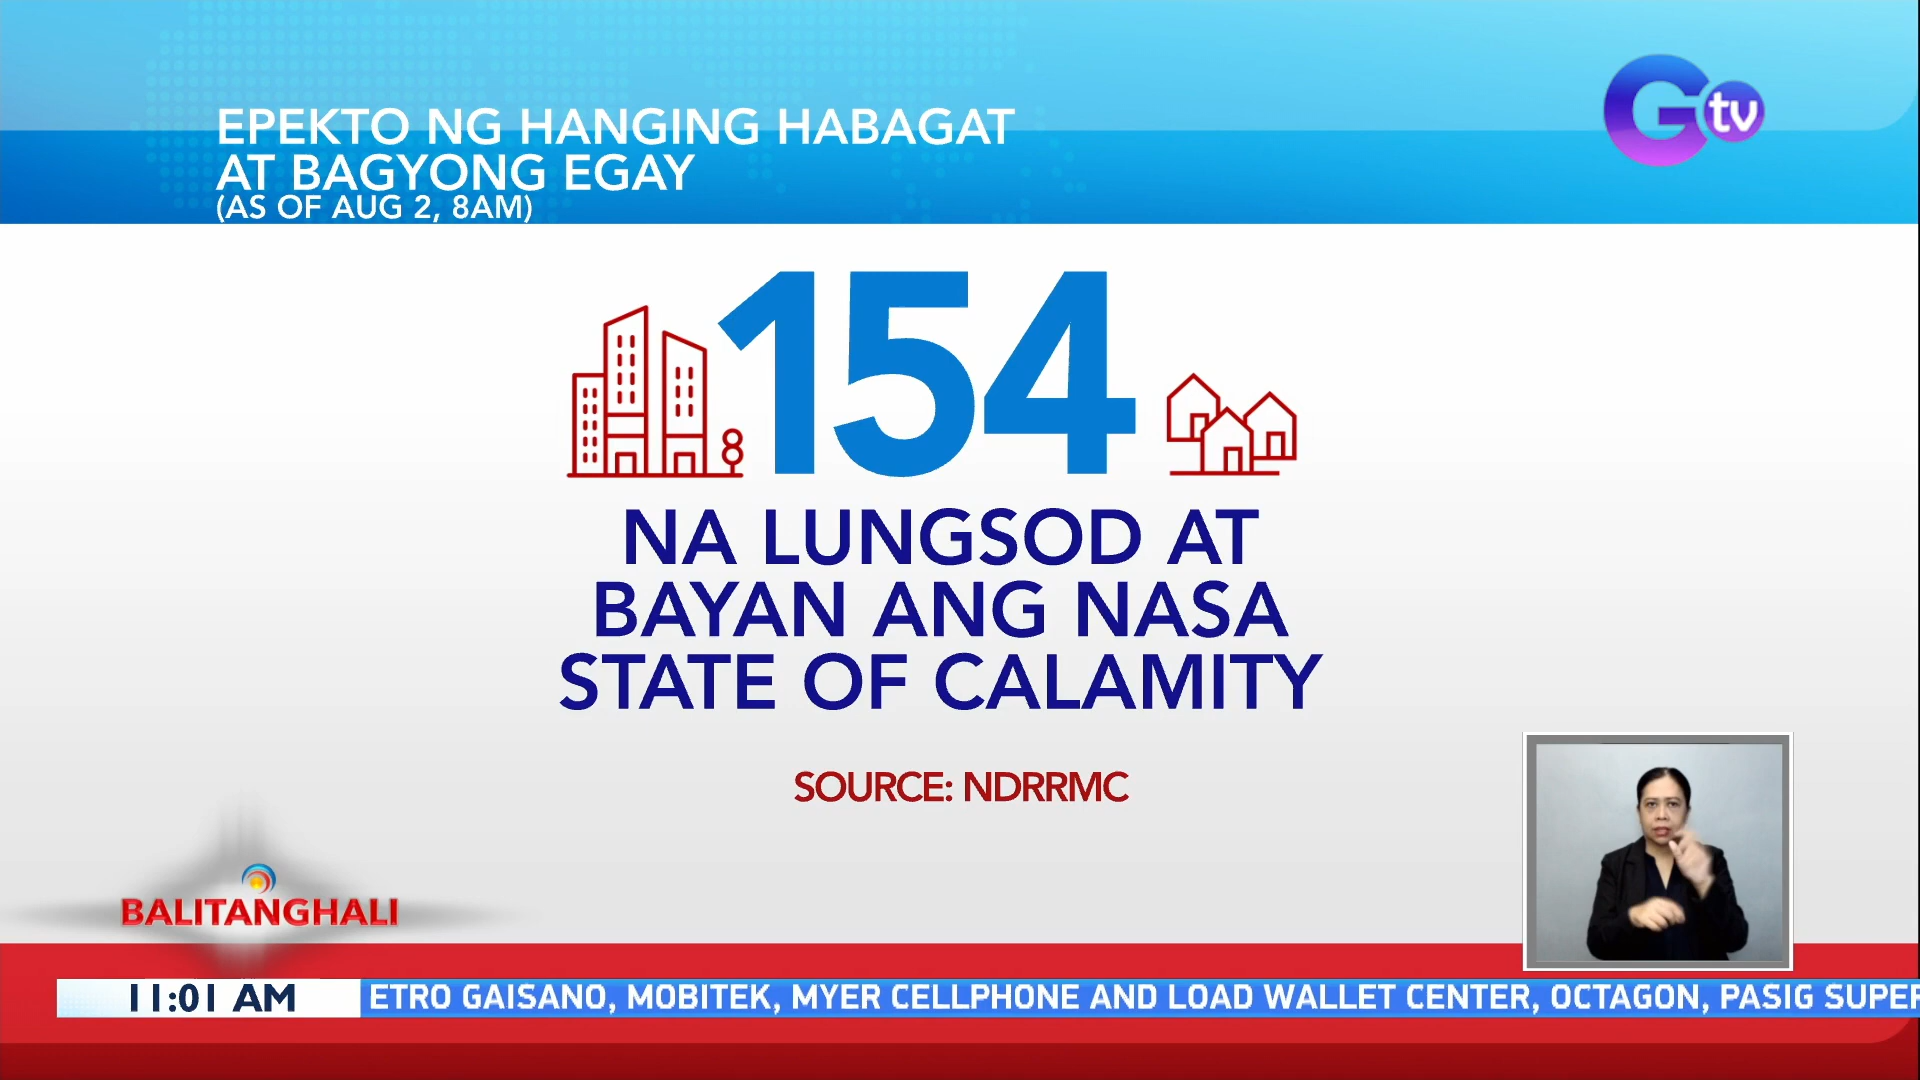 EPEKTO NG HANGING HABAGAT
AT BAGYONG EGAY
(AS OF AUG 2, 8AM)
Gtv
154
NA LUNGSOD AT
BAYAN ANG NASA
STATE OF CALAMITY
SOURCE: NDRRMC
BALITANGHALI
11:01 AM
ETRO GAISANO, MOBITEK, MYER CELLPHONE AND LOAD WALLET CENTER, OCTAGON, PASIG SUPER